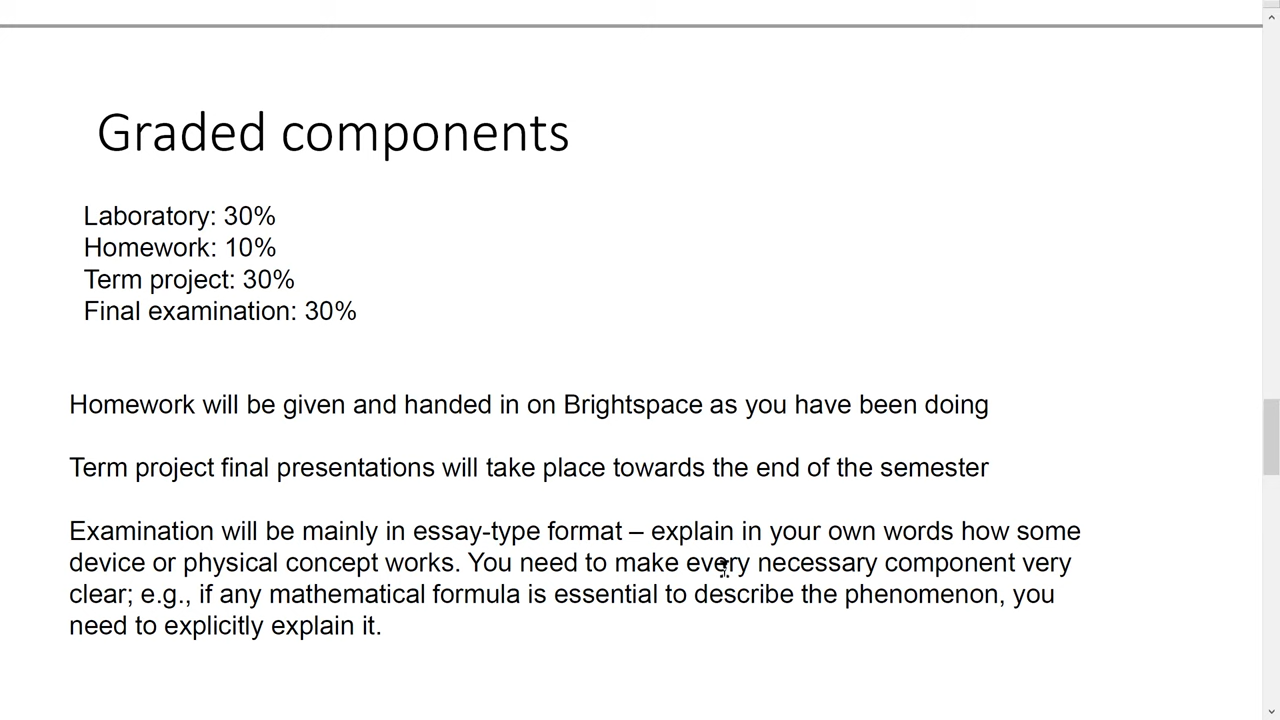 Graded components
Laboratory: 30%
Homework: 10%
Term project: 30%
Final examination: 30%
Homework will be given and handed in on Brightspace as you have been doing
Term project final presentations will take place towards the end of the semester
Examination will be mainly in essay-type format – explain in your own words how some
device or physical concept works. You need to make every necessary component very
clear; e.g., if any mathematical formula is essential to describe the phenomenon, you
need to explicitly explain it.